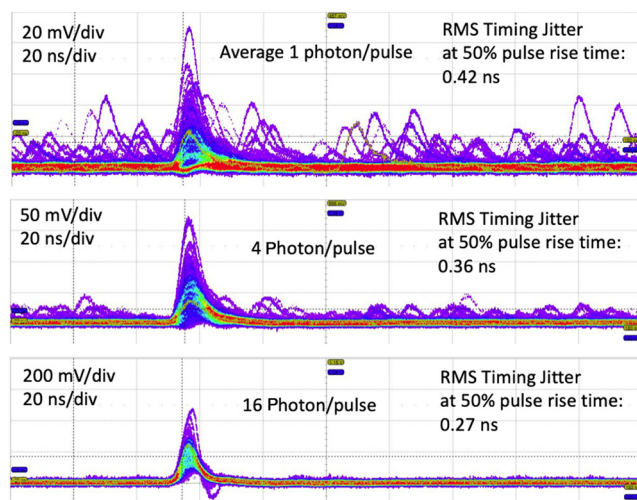 20 mV/div
20 ns/div
Average 1 photon/pulse
RMS Timing Jitter
at 50% pulse rise time:
0.42 ns
50 mV/div
20 ns/div
4 Photon/pulse
RMS Timing Jitter
at 50% pulse rise time:
0.36 ns
200 mV/div
20 ns/div
16 Photon/pulse
RMS Timing Jitter
at 50% pulse rise time:
0.27 ns